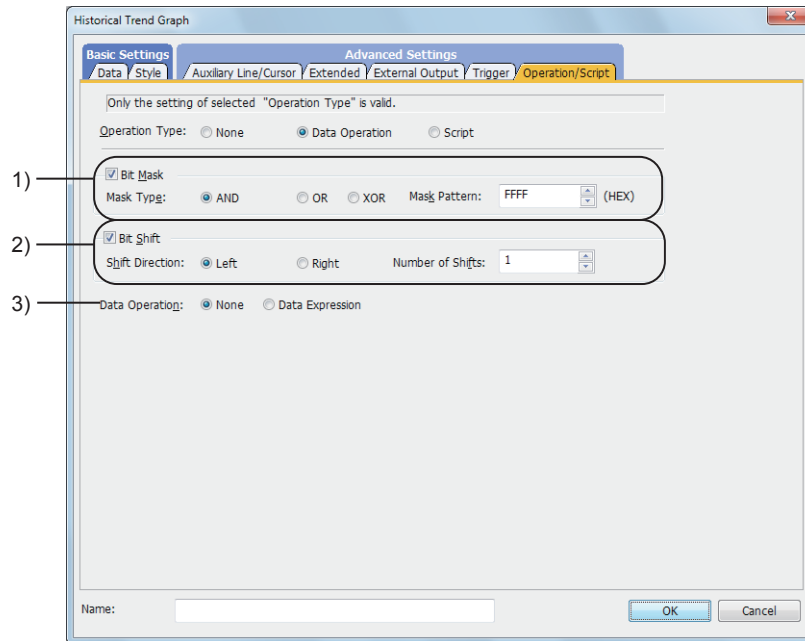 Historical Trend Graph
x
Basic Settings
Advanced Settings
Data Style Auxiliary Line/Cursor Extended External Output Trigger Operation/Script
Only the setting of selected "Operation Type" is valid.
Operation Type: None Data Operation Script
1)
Bit Mask
Mask Type: AND OR XOR Mask Pattern: FFFF (HEX)
2)
Bit Shift
Shift Direction: Left Right Number of Shifts: 1
3)
Data Operation: None Data Expression
Name:
OK Cancel